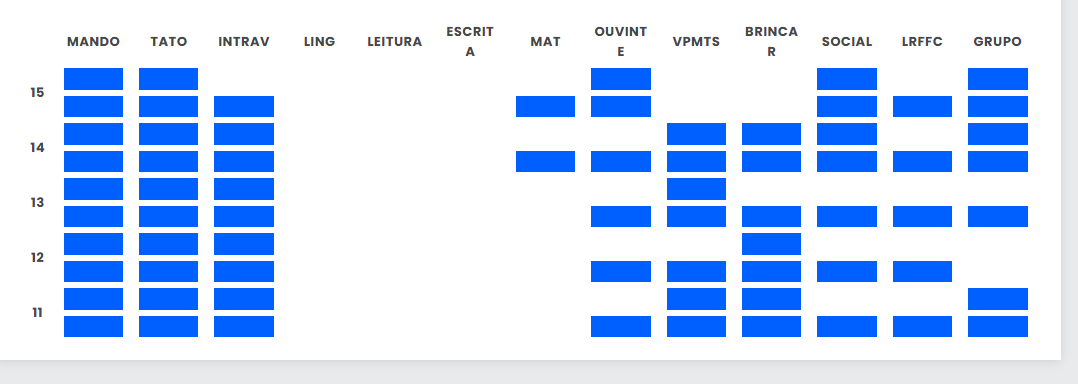 MANDO TATO INTRAV LING LEITURA ESCRIT
A MAT OUVINT
E VPMTS BRINCA
R SOCIAL LRFFC GRUPO
15
14
13
12
11